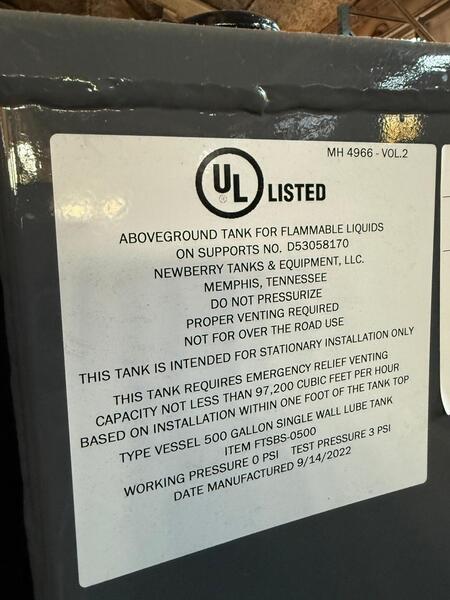 MH 4966 - VOL.2
UL ® LISTED
ABOVEGROUND TANK FOR FLAMMABLE LIQUIDS
ON SUPPORTS NO. D53058170
NEWBERRY TANKS & EQUIPMENT, LLC.
MEMPHIS, TENNESSEE
DO NOT PRESSURIZE
PROPER VENTING REQUIRED
NOT FOR OVER THE ROAD USE
THIS TANK IS INTENDED FOR STATIONARY INSTALLATION ONLY
THIS TANK REQUIRES EMERGENCY RELIEF VENTING
CAPACITY NOT LESS THAN 97,200 CUBIC FEET PER HOUR
BASED ON INSTALLATION WITHIN ONE FOOT OF THE TANK TOP
TYPE VESSEL 500 GALLON SINGLE WALL LUBE TANK
ITEM FTSBS-0500
WORKING PRESSURE 0 PSI TEST PRESSURE 3 PSI
DATE MANUFACTURED 9/14/2022